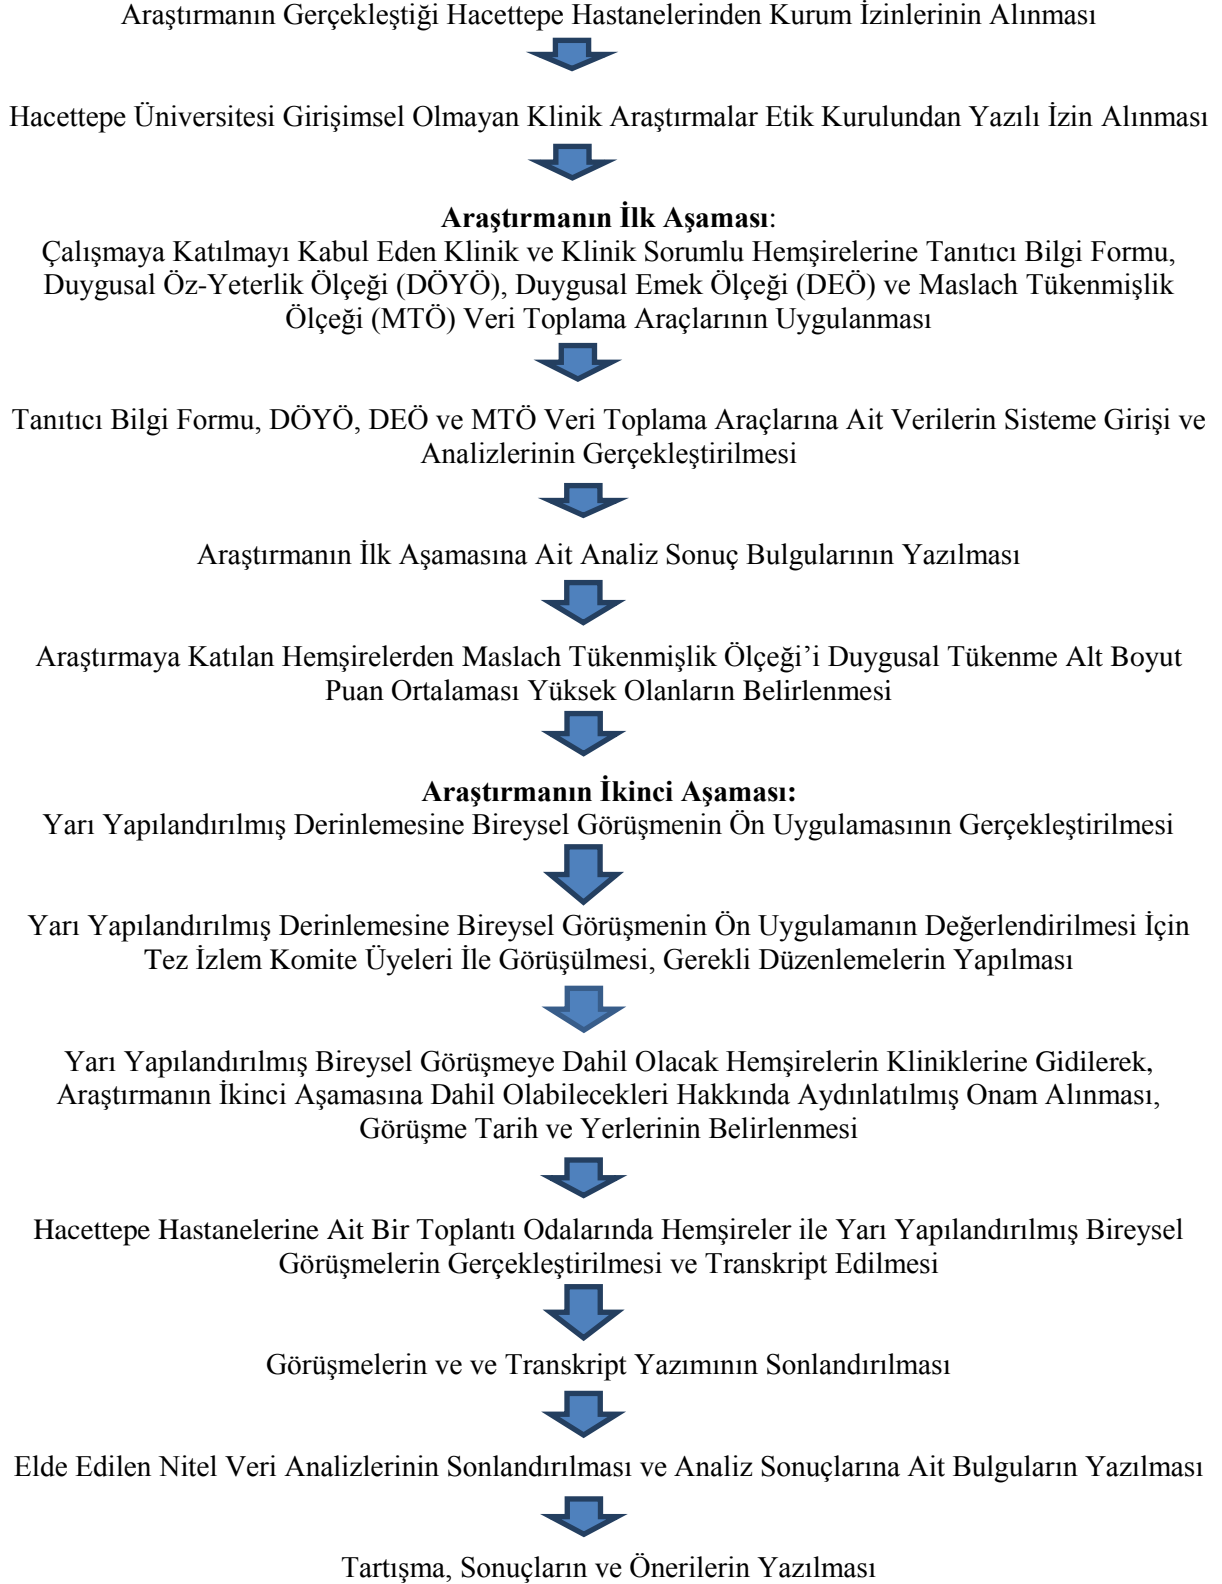 Araştırmanın Gerçekleştiği Hacettepe Hastanelerinden Kurum İzinlerinin Alınması
Hacettepe Üniversitesi Girişimsel Olmayan Klinik Araştırmalar Etik Kurulundan Yazılı İzin Alınması
Araştırmanın İlk Aşaması:
Çalışmaya Katılmayı Kabul Eden Klinik ve Klinik Sorumlu Hemşirelerine Tanıtıcı Bilgi Formu,
Duygusal Öz-Yeterlik Ölçeği (DÖYÖ), Duygusal Emek Ölçeği (DEÖ) ve Maslach Tükenmişlik
Ölçeği (MTÖ) Veri Toplama Araçlarının Uygulanması
Tanıtıcı Bilgi Formu, DÖYÖ, DEÖ ve MTÖ Veri Toplama Araçlarına Ait Verilerin Sisteme Girişi ve
Analizlerinin Gerçekleştirilmesi
Araştırmanın İlk Aşamasına Ait Analiz Sonuç Bulgularının Yazılması
Araştırmaya Katılan Hemşirelerden Maslach Tükenmişlik Ölçeği’i Duygusal Tükenme Alt Boyut
Puan Ortalaması Yüksek Olanların Belirlenmesi
Araştırmanın İkinci Aşaması:
Yarı Yapılandırılmış Derinlemesine Bireysel Görüşmenin Ön Uygulamasının Gerçekleştirilmesi
Yarı Yapılandırılmış Derinlemesine Bireysel Görüşmenin Ön Uygulamanın Değerlendirilmesi İçin
Tez İzlem Komite Üyeleri İle Görüşülmesi, Gerekli Düzenlemelerin Yapılması
Yarı Yapılandırılmış Bireysel Görüşmeye Dahil Olacak Hemşirelerin Kliniklerine Gidilerek,
Araştırmanın İkinci Aşamasına Dahil Olabilecekleri Hakkında Aydınlatılmış Onam Alınması,
Görüşme Tarih ve Yerlerinin Belirlenmesi
Hacettepe Hastanelerine Ait Bir Toplantı Odalarında Hemşireler ile Yarı Yapılandırılmış Bireysel
Görüşmelerin Gerçekleştirilmesi ve Transkript Edilmesi
Görüşmelerin ve ve Transkript Yazımının Sonlandırılması
Elde Edilen Nitel Veri Analizlerinin Sonlandırılması ve Analiz Sonuçlarına Ait Bulguların Yazılması
Tartışma, Sonuçların ve Önerilerin Yazılması